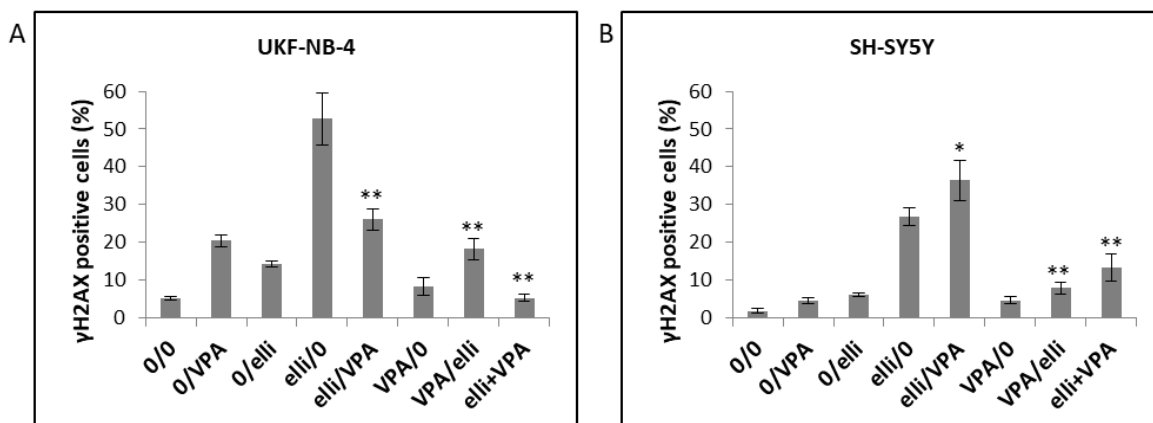 A
UKF-NB-4
γH2AX positive cells (%)
60
50
40
30
20
10
0
**
**
**
0/0
0/VPA
0/elli
elli/0
elli/VPA
VPA/0
VPA/elli
elli+VPA
B
SH-SY5Y
γH2AX positive cells (%)
60
50
40
30
20
10
0
*
**
**
0/0
0/VPA
0/elli
elli/0
elli/VPA
VPA/0
VPA/elli
elli+VPA